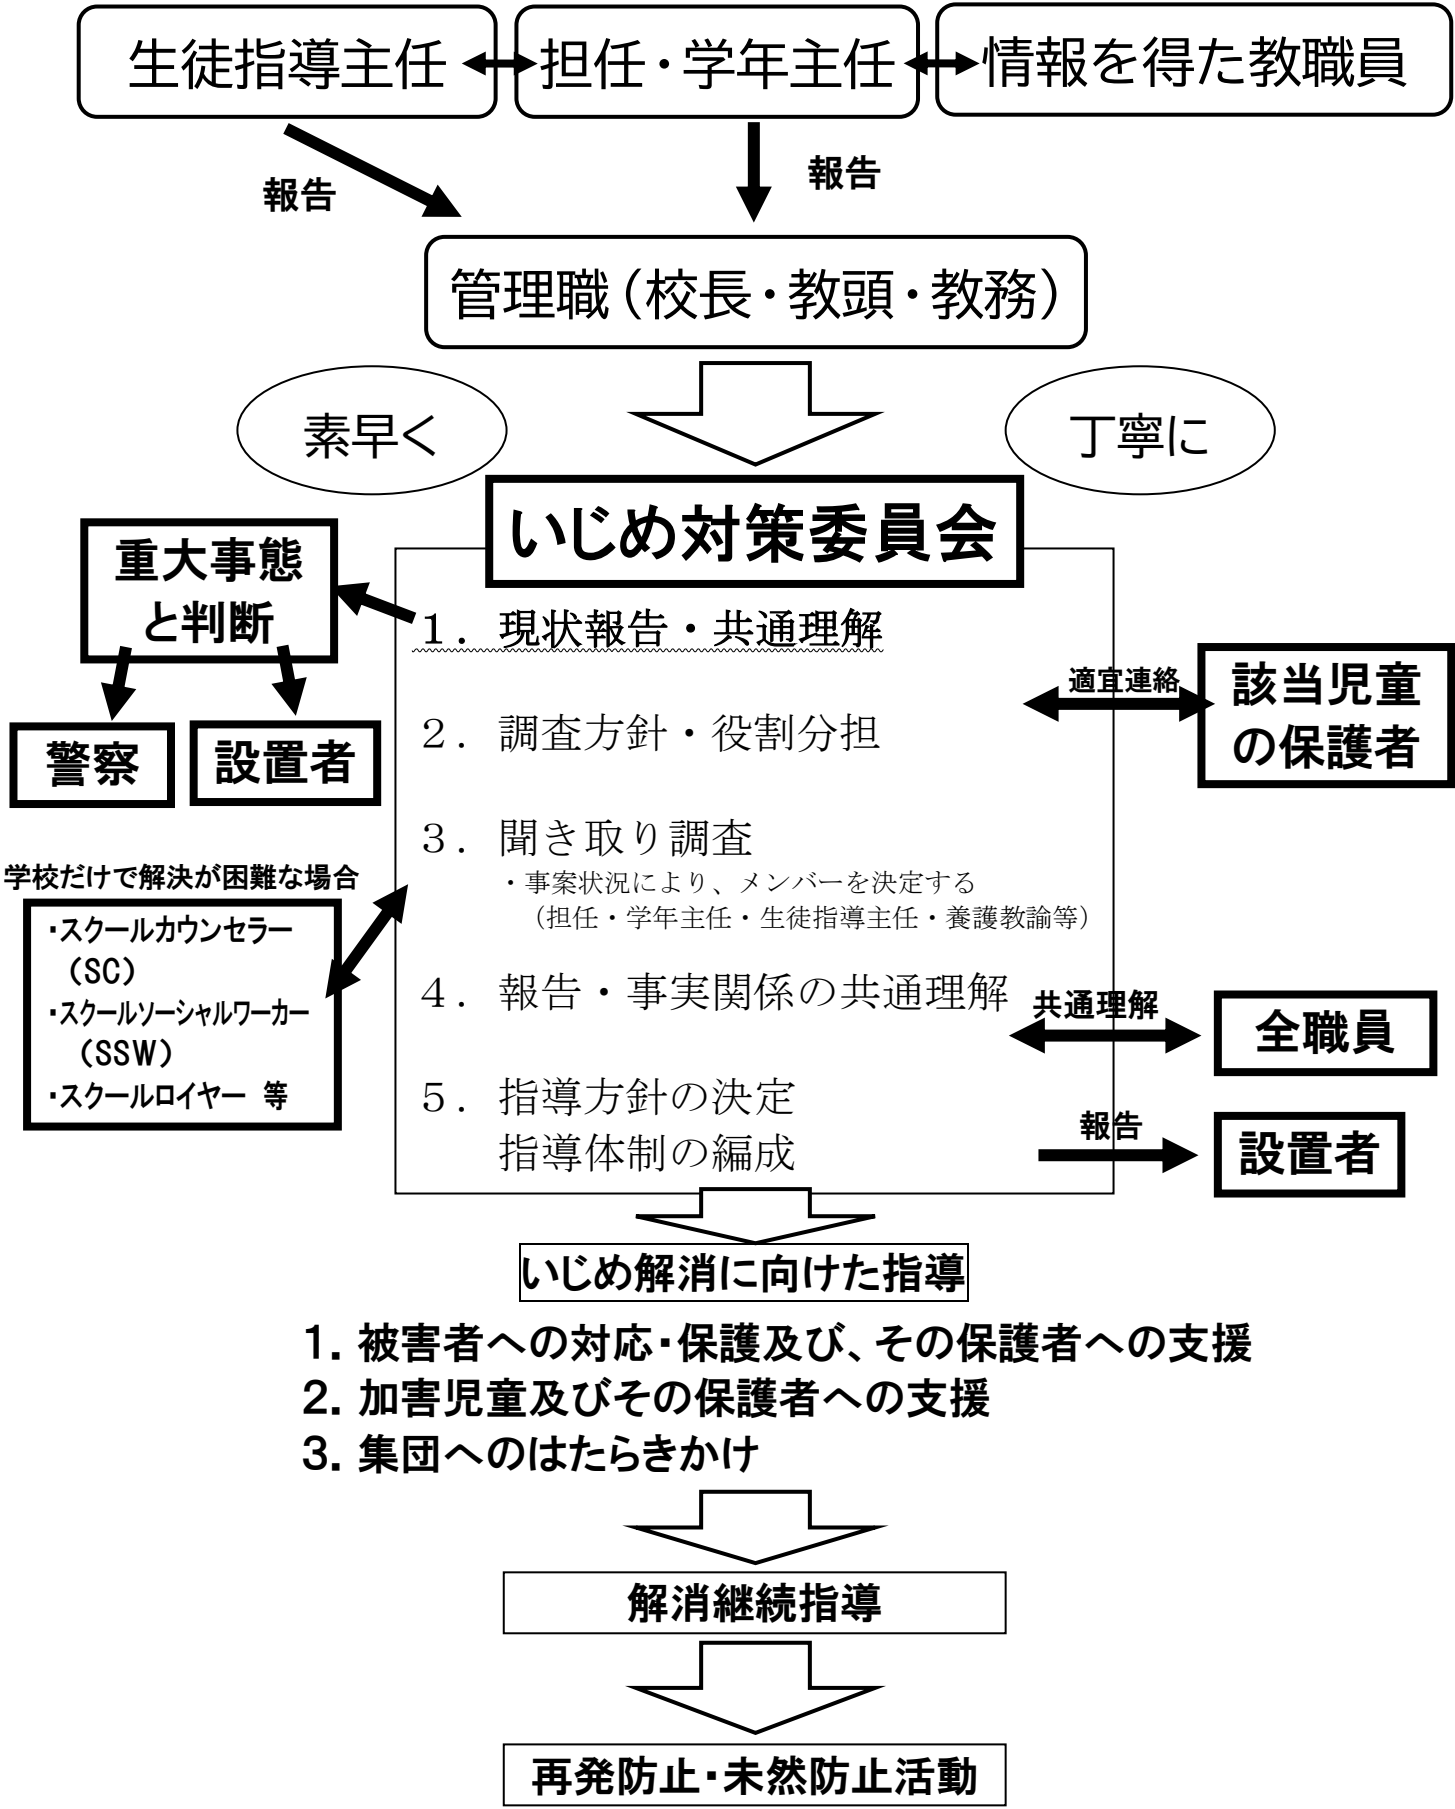 生徒指導主任
担任・学年主任
情報を得た教職員
報告
報告
管理職（校長・教頭・教務）
素早く
丁寧に
いじめ対策委員会
重大事態
と判断
警察
設置者
１．現状報告・共通理解
２．調査方針・役割分担
３．聞き取り調査
・事案状況により、メンバーを決定する
（担任・学年主任・生徒指導主任・養護教諭等）
４．報告・事実関係の共通理解
５．指導方針の決定
指導体制の編成
適宜連絡
該当児童
の保護者
学校だけで解決が困難な場合
・スクールカウンセラー
（SC）
・スクールソーシャルワーカー
（SSW）
・スクールロイヤー　等
共通理解
全職員
報告
設置者
いじめ解消に向けた指導
１．被害者への対応・保護及び、その保護者への支援
２．加害児童及びその保護者への支援
３．集団へのはたらきかけ
解消継続指導
再発防止・未然防止活動